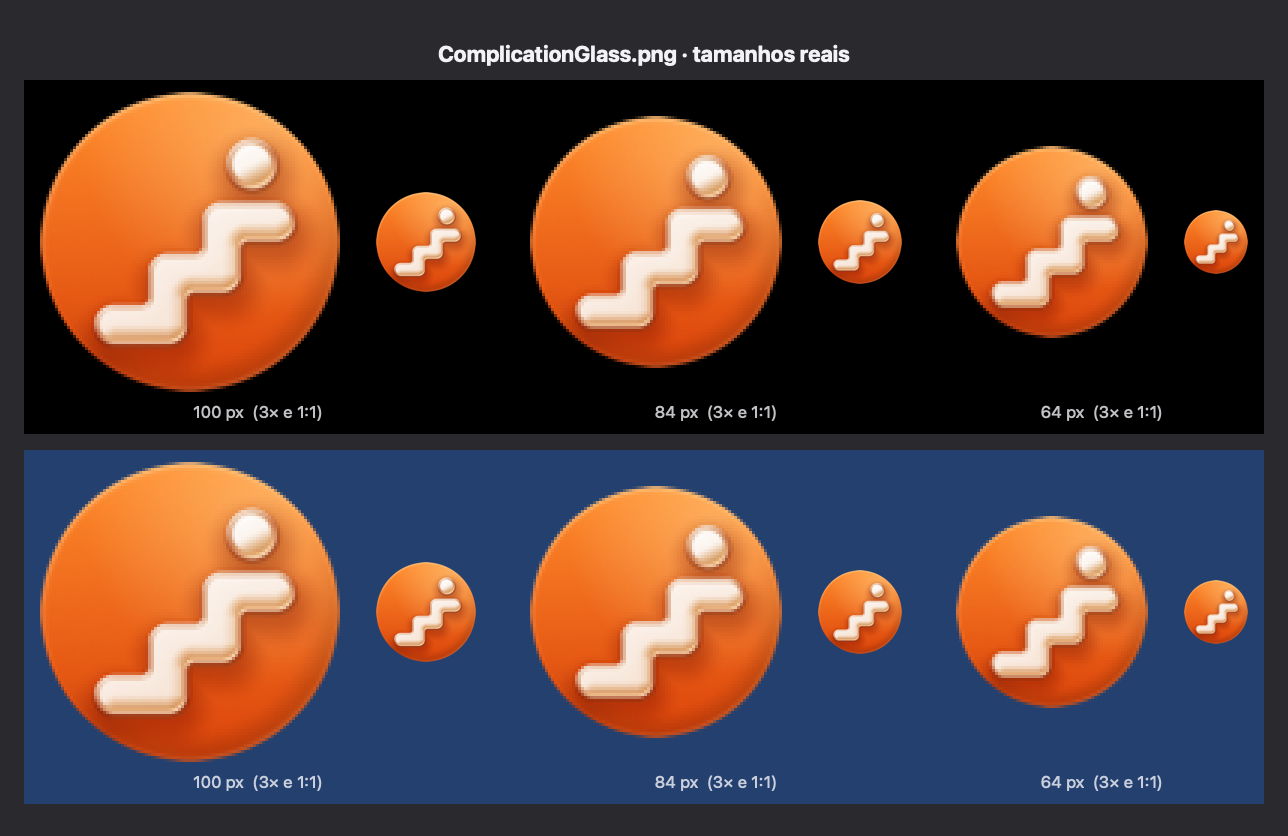 ComplicationGlass.png · tamanhos reais
100 px (3× e 1:1)
84 px (3× e 1:1)
64 px (3× e 1:1)
100 px (3× e 1:1)
84 px (3× e 1:1)
64 px (3× e 1:1)